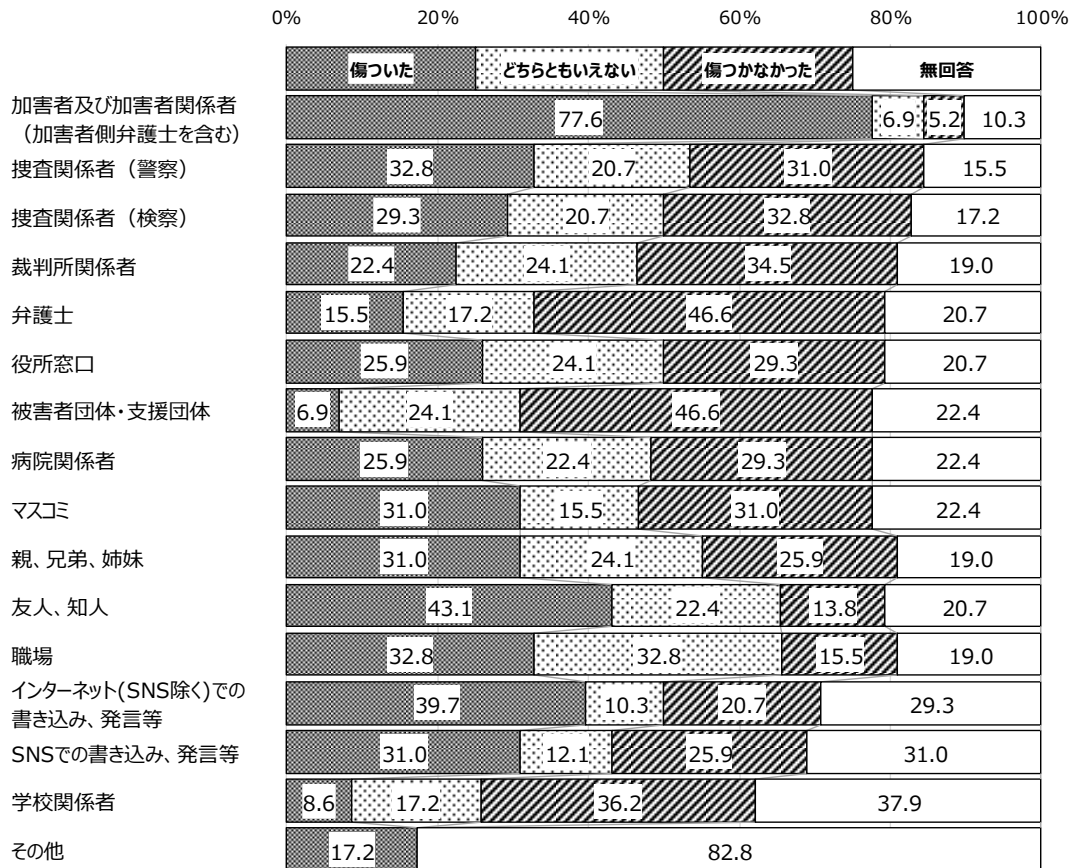 0% 20% 40% 60% 80% 100%
傷ついた どちらともいえない 傷つかなかった 無回答
加害者及び加害者関係者
（加害者側弁護士を含む） 77.6 6.9 5.2 10.3
捜査関係者（警察） 32.8 20.7 31.0 15.5
捜査関係者（検察） 29.3 20.7 32.8 17.2
裁判所関係者 22.4 24.1 34.5 19.0
弁護士 15.5 17.2 46.6 20.7
役所窓口 25.9 24.1 29.3 20.7
被害者団体・支援団体 6.9 24.1 46.6 22.4
病院関係者 25.9 22.4 29.3 22.4
マスコミ 31.0 15.5 31.0 22.4
親、兄弟、姉妹 31.0 24.1 25.9 19.0
友人、知人 43.1 22.4 13.8 20.7
職場 32.8 32.8 15.5 19.0
インターネット(SNS除く)での
書き込み、発言等 39.7 10.3 20.7 29.3
SNSでの書き込み、発言等 31.0 12.1 25.9 31.0
学校関係者 8.6 17.2 36.2 37.9
その他 17.2 82.8